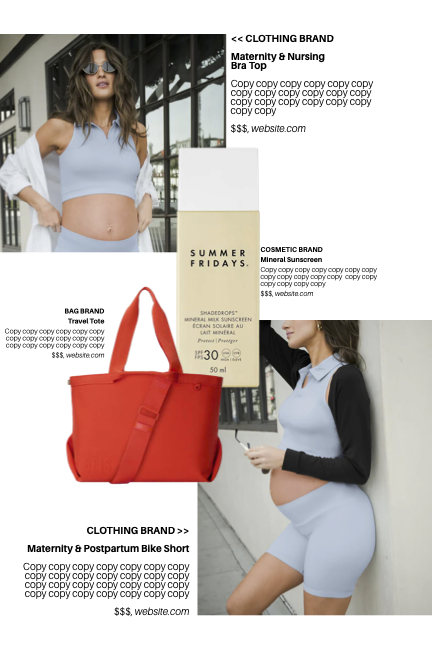 << CLOTHING BRAND
Maternity & Nursing
Bra Top
Copy copy copy copy copy copy
copy copy copy copy copy copy
copy copy copy copy copy copy
copy copy
$$$, website.com
SUMMER
FRIDAYS.
SHADEDROPS™
MINERAL MILK SUNSCREEN
ÉCRAN SOLAIRE AU
LAIT MINÉRAL
Protect | Protéger
SPF
FPS 30
50 ml
COSMETIC BRAND
Mineral Sunscreen
Copy copy copy copy copy copy
copy copy copy copy copy copy
copy copy copy copy
$$$, website.com
BAG BRAND
Travel Tote
Copy copy copy copy copy copy
copy copy copy copy copy copy
copy copy copy copy copy copy
$$$, website.com
CLOTHING BRAND >>
Maternity & Postpartum Bike Short
Copy copy copy copy copy copy
copy copy copy copy copy copy
copy copy copy copy copy copy
copy copy copy copy copy copy
$$$, website.com